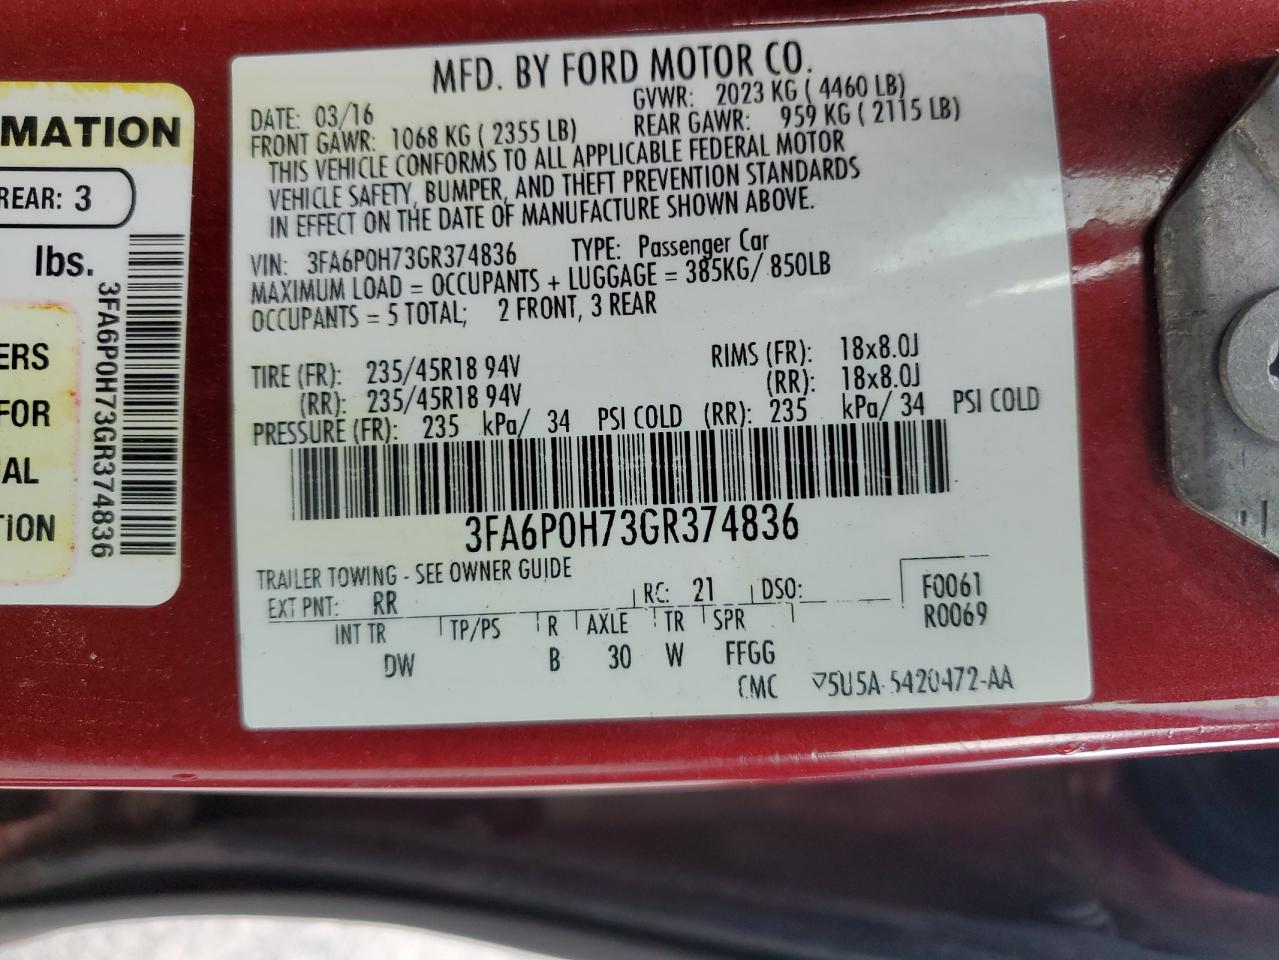 MATION
REAR: 3
lbs.
3FA6P0H73GR374836
ERS
FOR
AL
TION
MFD. BY FORD MOTOR CO.
DATE: 03/16 GVWR: 2023 KG ( 4460 LB)
FRONT GAWR: 1068 KG ( 2355 LB) REAR GAWR: 959 KG ( 2115 LB)
THIS VEHICLE CONFORMS TO ALL APPLICABLE FEDERAL MOTOR
VEHICLE SAFETY, BUMPER, AND THEFT PREVENTION STANDARDS
IN EFFECT ON THE DATE OF MANUFACTURE SHOWN ABOVE.
VIN: 3FA6P0H73GR374836 TYPE: Passenger Car
MAXIMUM LOAD = OCCUPANTS + LUGGAGE = 385KG/ 850LB
OCCUPANTS = 5 TOTAL; 2 FRONT, 3 REAR
TIRE (FR): 235/45R18 94V RIMS (FR): 18x8.0J
(RR): 235/45R18 94V (RR): 18x8.0J
PRESSURE (FR): 235 kPa/ 34 PSI COLD (RR): 235 kPa/ 34 PSI COLD
3FA6P0H73GR374836
TRAILER TOWING - SEE OWNER GUIDE
EXT PNT: RR RC: 21 DSO: F0061
R0069
INT TR TP/PS R AXLE TR SPR
DW B 30 W FFGG
CMC 75U5A-5420472-AA